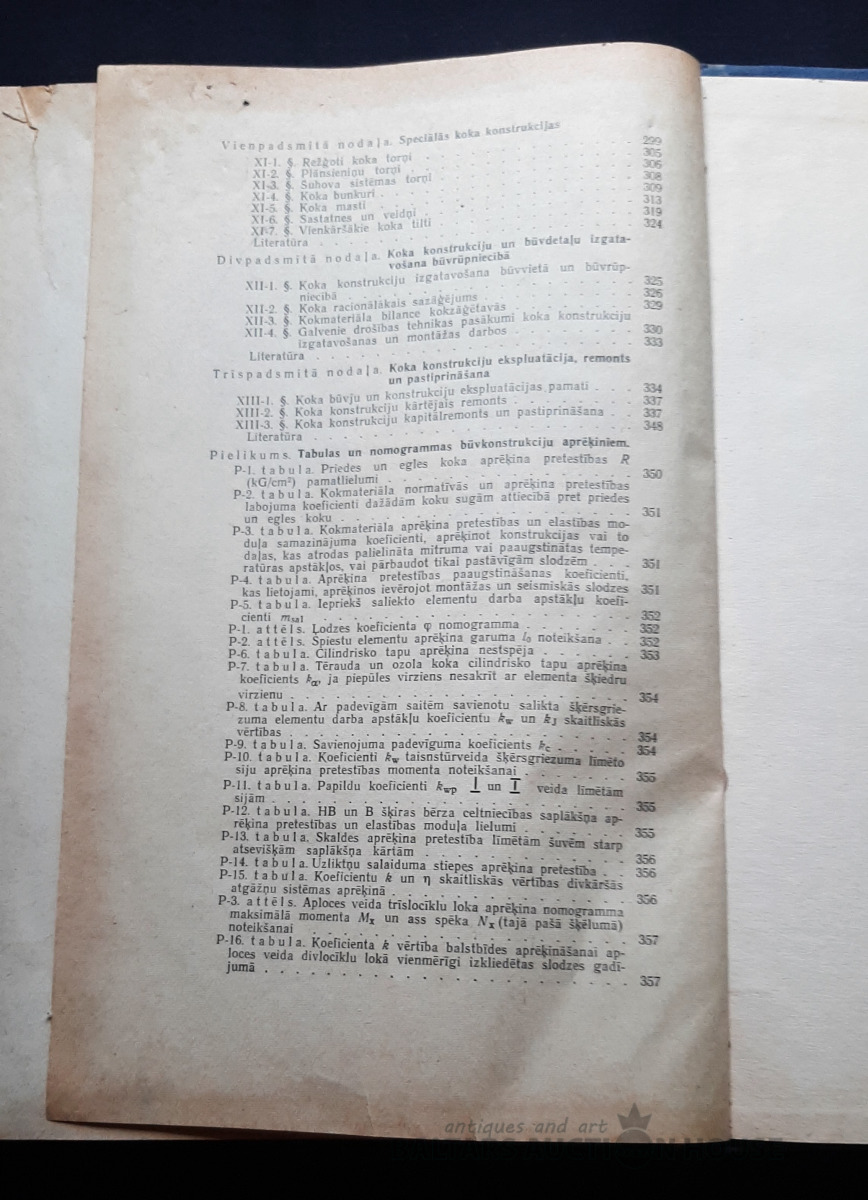 Vienpadsmitā nodaļa. Speciālās koka konstrukcijas 299
XI-1. §. Režģoti koka torņi . . . 305
XI-2. §. Plānsieniņu torņi . . . 306
XI-3. §. Šuhova sistēmas torņi . . . 308
XI-4. §. Koka bunkuri . . . 309
XI-5. §. Koka masti . . . 313
XI-6. §. Sastatnes un veidņi . . . 319
XI-7. §. Vienkāršākie koka tilti . . . 324
Literatūra . . .
Divpadsmitā nodaļa. Koka konstrukciju un būvdetaļu izgata-
vošana būvrūpniecībā
XII-1. §. Koka konstrukciju izgatavošana būvvietā un būvrūp-
niecībā . . . 325
XII-2. §. Koka racionālākais sazāģējums . . . 326
XII-3. §. Kokmateriāla bilance kokzāģētavās . . . 329
XII-4. §. Galvenie drošības tehnikas pasākumi koka konstrukciju
izgatavošanas un montāžas darbos . . . 330
Literatūra . . . 333
Trīspadsmitā nodaļa. Koka konstrukciju ekspluatācija, remonts
un pastiprināšana
XIII-1. §. Koka būvju un konstrukciju ekspluatācijas pamati . . . 334
XIII-2. §. Koka konstrukciju kārtējais remonts . . . 337
XIII-3. §. Koka konstrukciju kapitālremonts un pastiprināšana . . 337
Literatūra . . . 348
Pielikums. Tabulas un nomogrammas būvkonstrukciju aprēķiniem.
P-1. tabula. Priedes un egles koka aprēķina pretestības R
(kG/cm²) pamatlielumi . . . 350
P-2. tabula. Kokmateriāla normatīvās un aprēķina pretestības
labojuma koeficienti dažādām koku sugām attiecībā pret priedes
un egles koku . . . 351
P-3. tabula. Kokmateriāla aprēķina pretestības un elastības mo-
duļa samazinājuma koeficienti, aprēķinot konstrukcijas vai to
daļas, kas atrodas palielināta mitruma vai paaugstinātas tempe-
ratūras apstākļos, vai pārbaudot tikai pastāvīgām slodzēm . . . 351
P-4. tabula. Aprēķina pretestības paaugstināšanas koeficienti,
kas lietojami, aprēķinos ievērojot montāžas un seismiskās slodzes 351
P-5. tabula. Iepriekš saliekto elementu darba apstākļu koefi-
cienti msal . . . 352
P-1. attēls. Ļodzes koeficienta φ nomogramma . . . 352
P-2. attēls. Spiestu elementu aprēķina garuma l₀ noteikšana . . 352
P-6. tabula. Cilindrisko tapu aprēķina nestspēja . . . 353
P-7. tabula. Tērauda un ozola koka cilindrisko tapu aprēķina
koeficients kα, ja piepūles virziens nesakrīt ar elementa šķiedru
virzienu . . . 354
P-8. tabula. Ar padevīgām saitēm savienotu salikta šķērsgrie-
zuma elementu darba apstākļu koeficientu kw un kJ skaitliskās
vērtības . . . 354
P-9. tabula. Savienojuma padevīguma koeficients kc . . . 354
P-10. tabula. Koeficienti kw taisnstūrveida šķērsgriezuma līmēto
siju aprēķina pretestības momenta noteikšanai . . . 355
P-11. tabula. Papildu koeficienti kwp ⊥ un I veida līmētām
sijām . . . 355
P-12. tabula. HB un B šķiras bērza celtniecības saplākšņa ap-
rēķina pretestības un elastības moduļa lielumi . . . 355
P-13. tabula. Skaldes aprēķina pretestība līmētām šuvēm starp
atsevišķām saplākšņa kārtām . . . 356
P-14. tabula. Uzliktņu salaiduma stiepes aprēķina pretestība . . 356
P-15. tabula. Koeficientu k un η skaitliskās vērtības divkāršās
atgāžņu sistēmas aprēķinā . . . 356
P-3. attēls. Aploces veida trīslocīklu loka aprēķina nomogramma
maksimālā momenta Mx un ass spēka Nx (tajā pašā šķēlumā)
noteikšanai . . . 357
P-16. tabula. Koeficienta k vērtība balstbīdes aprēķināšanai ap-
loces veida divlocīklu lokā vienmērīgi izkliedētas slodzes gadī-
jumā . . . 357
antiques and art